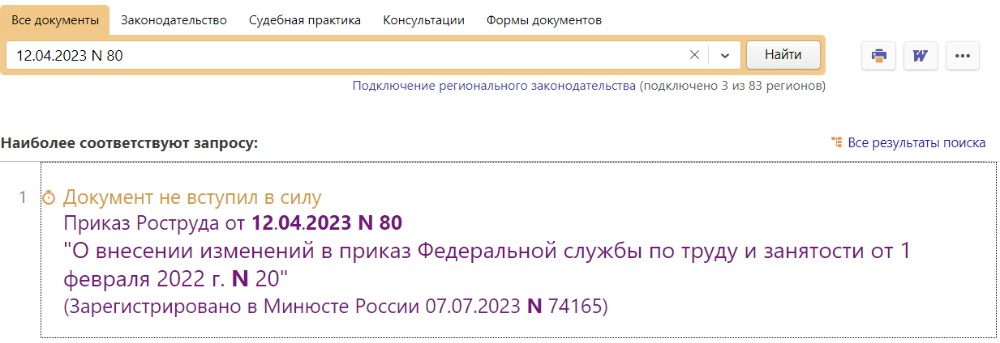 Все документы Законодательство Судебная практика Консультации Формы документов
12.04.2023 N 80 Найти
Подключение регионального законодательства (подключено 3 из 83 регионов)
Наиболее соответствуют запросу: Все результаты поиска
1 Документ не вступил в силу
Приказ Роструда от 12.04.2023 N 80
"О внесении изменений в приказ Федеральной службы по труду и занятости от 1
февраля 2022 г. N 20"
(Зарегистрировано в Минюсте России 07.07.2023 N 74165)